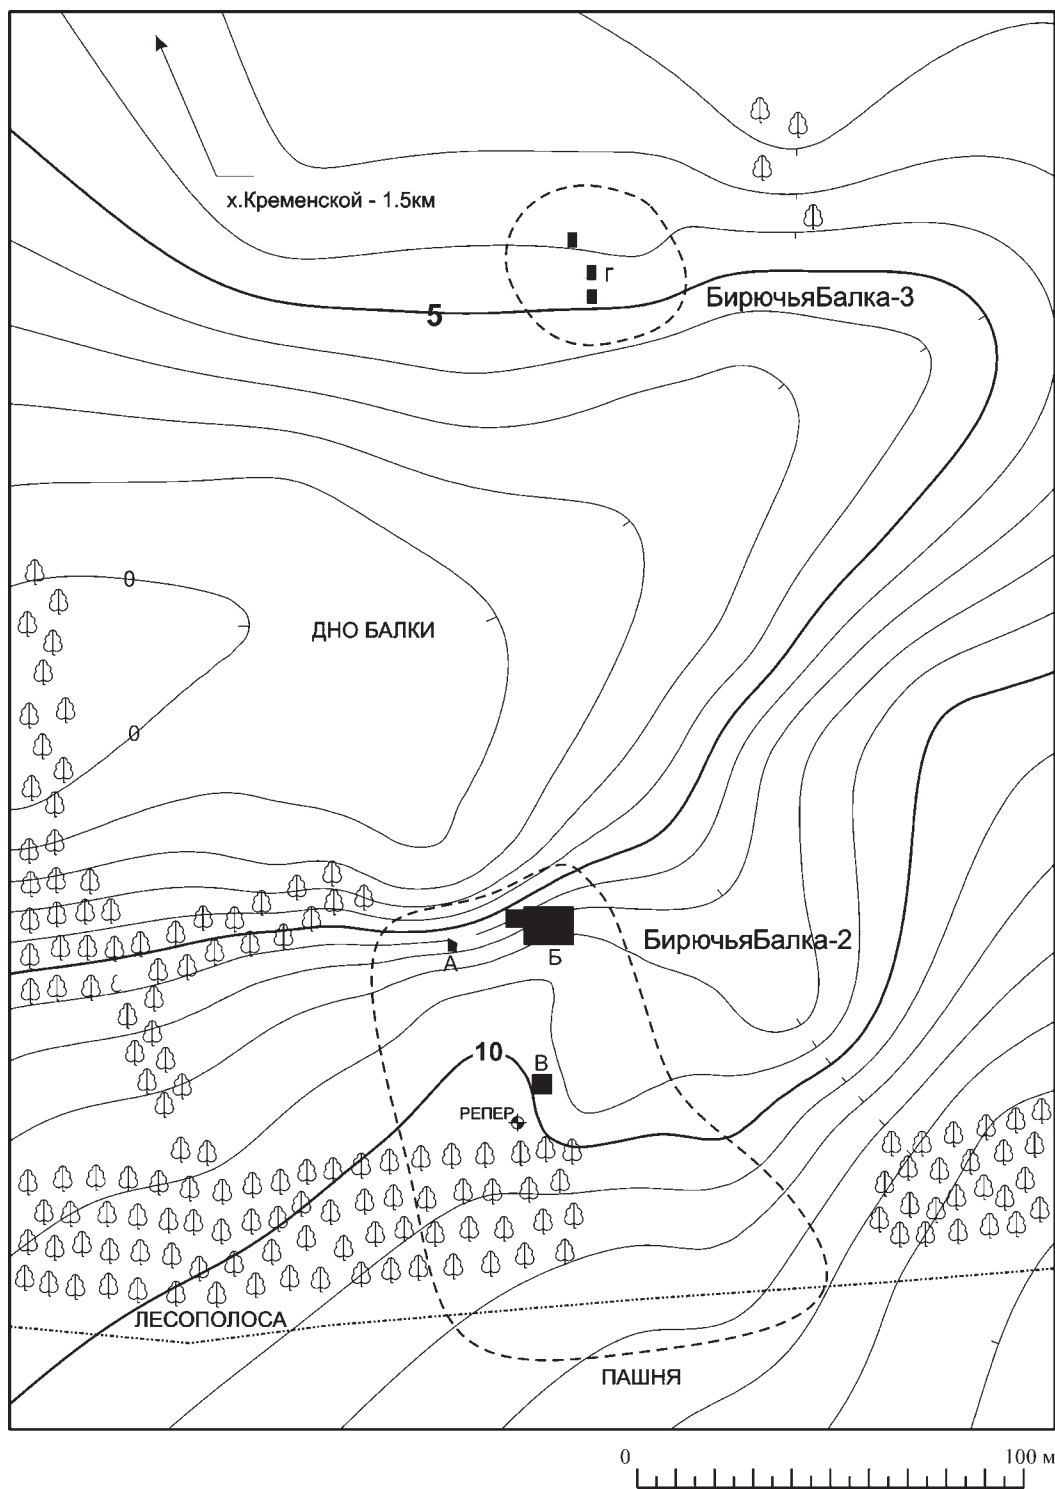 х.Кременской - 1.5км
Г
БирючьяБалка-3
5
0
ДНО БАЛКИ
0
БирючьяБалка-2
А
Б
10
В
РЕПЕР
ЛЕСОПОЛОСА
ПАШНЯ
0
100 м